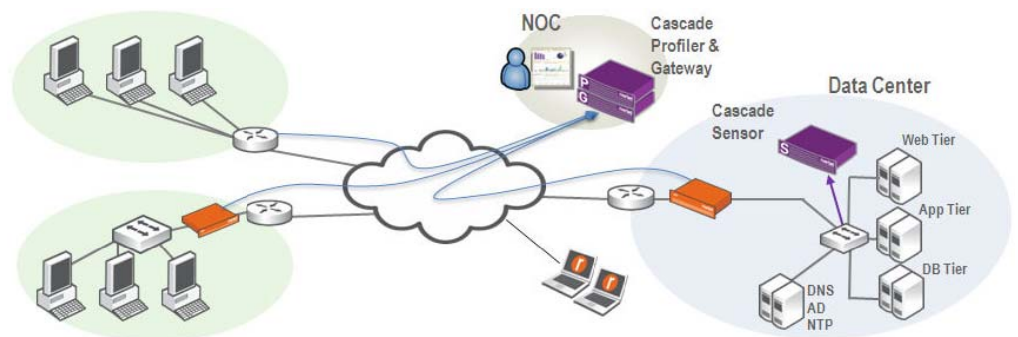 NOC
Cascade
Profiler &
Gateway
P
G
Data Center
Cascade
Sensor
S
Web Tier
App Tier
DB Tier
DNS
AD
NTP
r
r